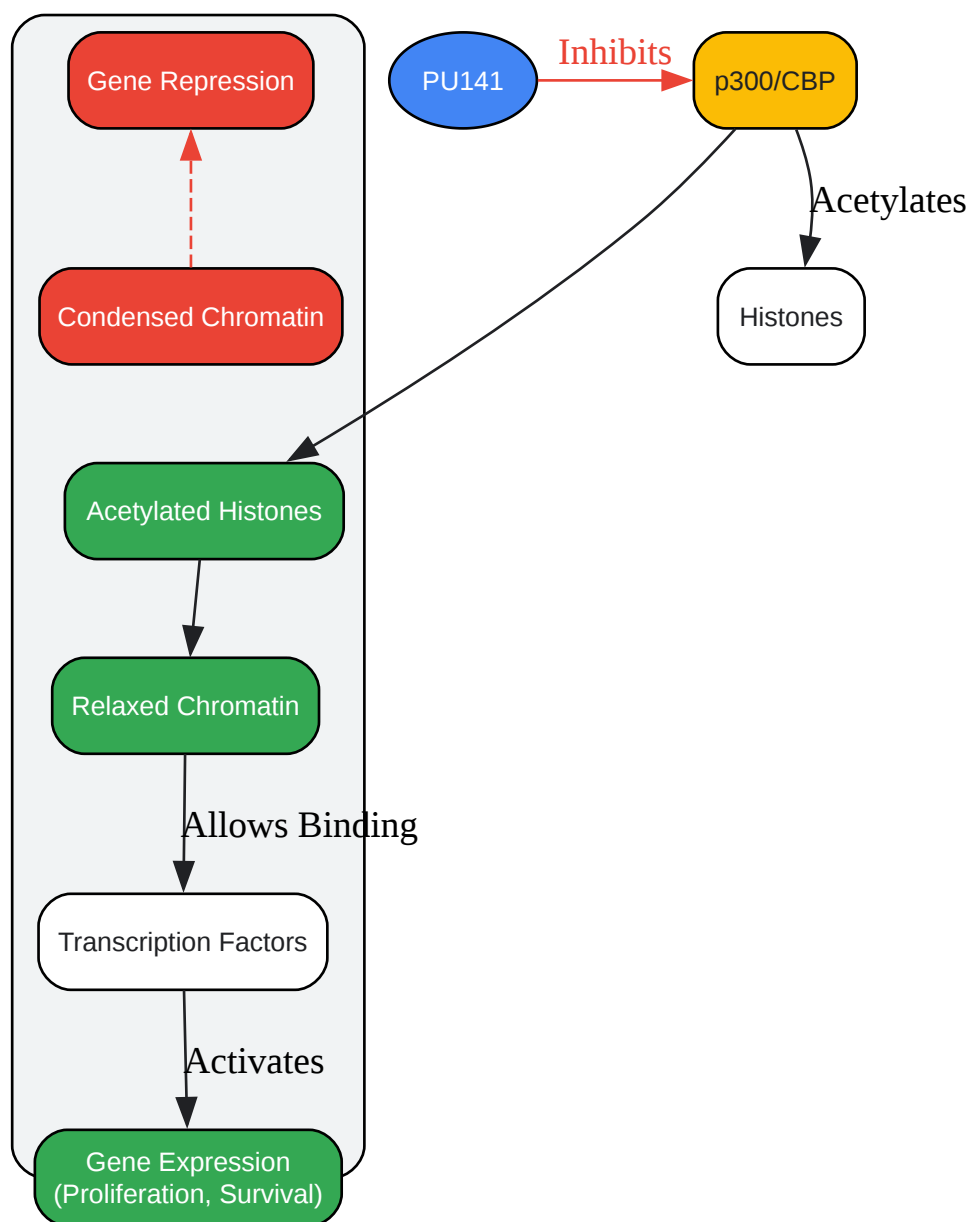 Gene Repression
PU141
Inhibits
p300/CBP
Acetylates
Condensed Chromatin
Histones
Acetylated Histones
Relaxed Chromatin
Allows Binding
Transcription Factors
Activates
Gene Expression
(Proliferation, Survival)